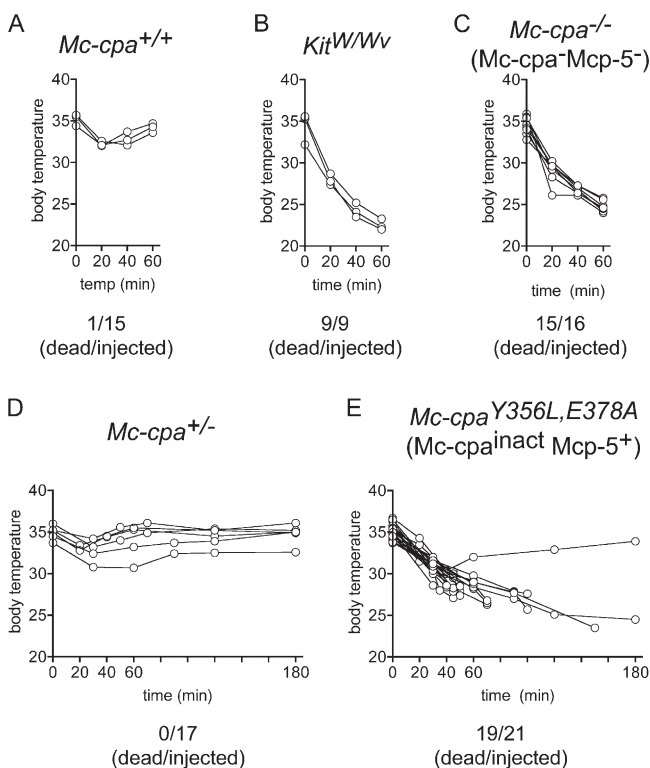 A
Mc-cpa+/+
40
35
30
25
20
body temperature
0 20 40 60
temp (min)
1/15
(dead/injected)
B
KitW/Wv
40
35
30
25
20
body temperature
0 20 40 60
time (min)
9/9
(dead/injected)
C
Mc-cpa-/-
(Mc-cpa-Mcp-5-)
40
35
30
25
20
body temperature
0 20 40 60
time (min)
15/16
(dead/injected)
D
Mc-cpa+/-
40
35
30
25
20
body temperature
0 20 40 60 180
time (min)
0/17
(dead/injected)
E
Mc-cpaY356L,E378A
(Mc-cpainact Mcp-5+)
40
35
30
25
20
body temperature
0 20 40 60 180
time (min)
19/21
(dead/injected)